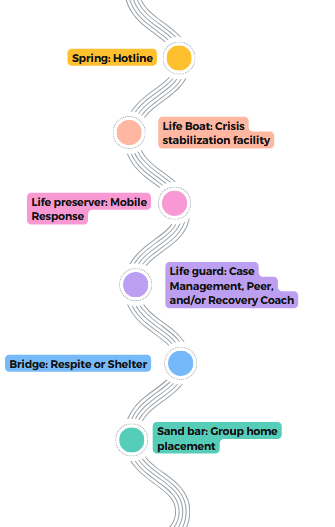 Spring: Hotline
Life Boat: Crisis
stabilization facility
Life preserver: Mobile
Response
Life guard: Case
Management, Peer,
and/or Recovery Coach
Bridge: Respite or Shelter
Sand bar: Group home
placement